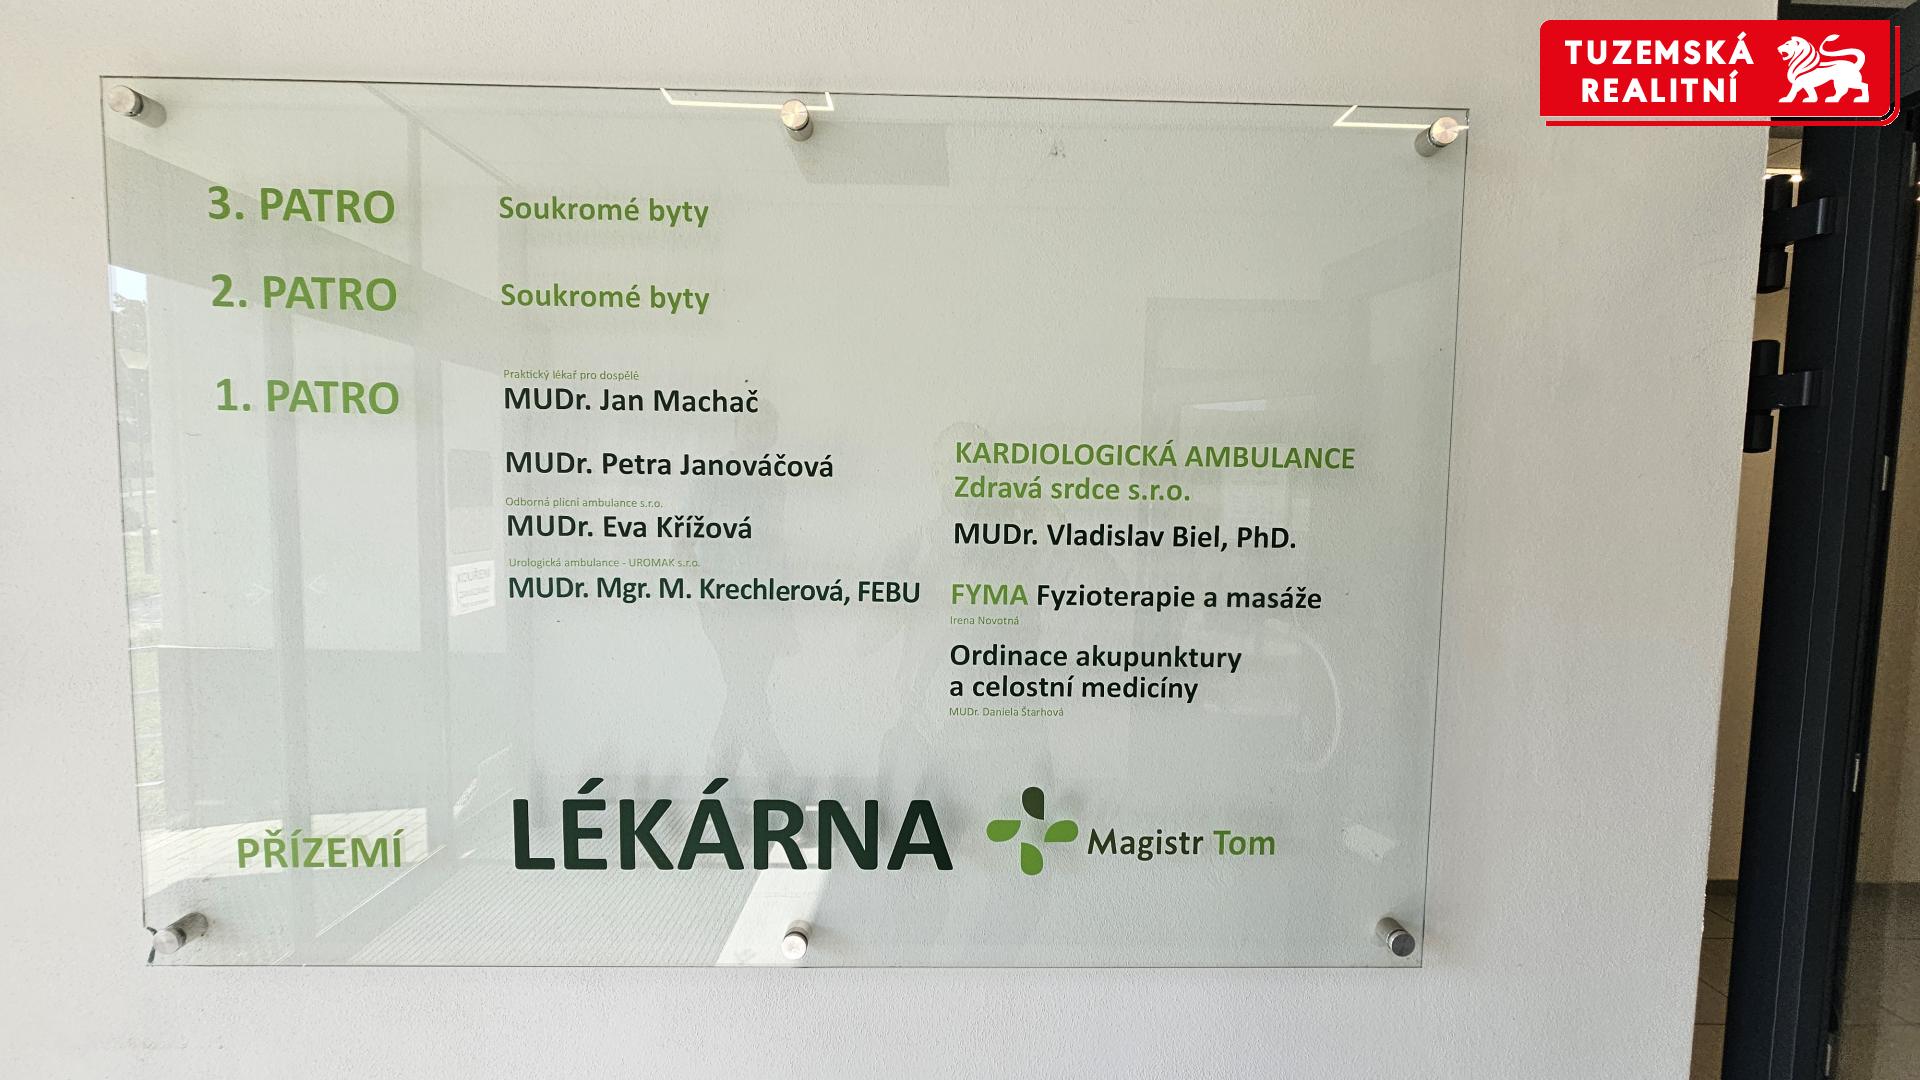 TUZEMSKÁ
REALITNÍ
3. PATRO
Soukromé byty
2. PATRO
Soukromé byty
1. PATRO
Praktický lékař pro dospělé
MUDr. Jan Machač
MUDr. Petra Janováčová
Odborná plicní ambulance s.r.o.
MUDr. Eva Křížová
Urologická ambulance - UROMAK s.r.o.
MUDr. Mgr. M. Krechlerová, FEBU
KARDIOLOGICKÁ AMBULANCE
Zdravá srdce s.r.o.
MUDr. Vladislav Biel, PhD.
FYMA Fyzioterapie a masáže
Irena Novotná
Ordinace akupunktury
a celostní medicíny
MUDr. Daniela Štarhová
PŘÍZEMÍ
LÉKÁRNA
Magistr Tom